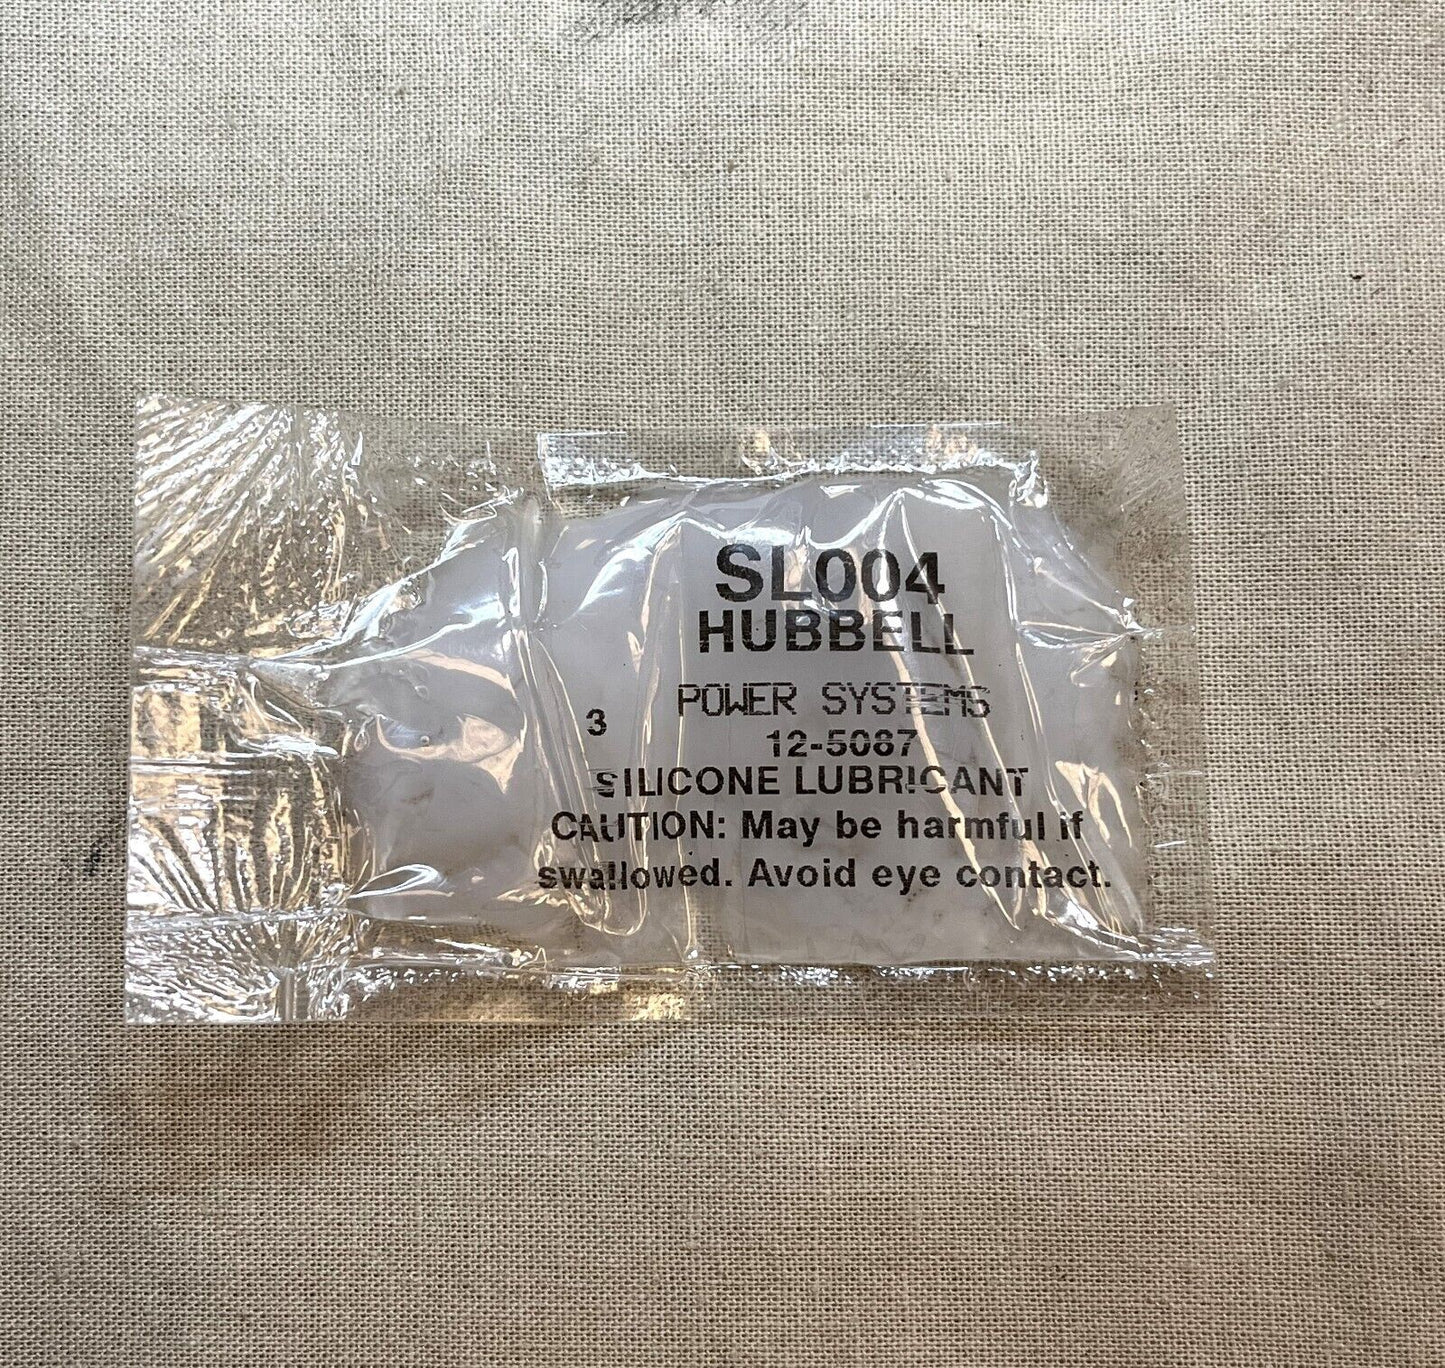 SL004
HUBBELL
POWER SYSTEMS
3
12-5087
SILICONE LUBRICANT
CAUTION: May be harmful if
swallowed. Avoid eye contact.